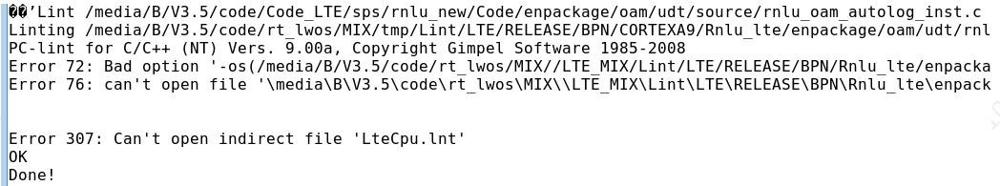 ��’Lint /media/B/V3.5/code/Code_LTE/sps/rnlu_new/Code/enpackage/oam/udt/source/rnlu_oam_autolog_inst.c
Linting /media/B/V3.5/code/rt_lwos/MIX/tmp/Lint/LTE/RELEASE/BPN/CORTEXA9/Rnlu_lte/enpackage/oam/udt/rnl
PC-lint for C/C++ (NT) Vers. 9.00a, Copyright Gimpel Software 1985-2008
Error 72: Bad option '-os(/media/B/V3.5/code/rt_lwos/MIX//LTE_MIX/Lint/LTE/RELEASE/BPN/Rnlu_lte/enpacka
Error 76: can't open file '\media\B\V3.5\code\rt_lwos\MIX\\LTE_MIX\Lint\LTE\RELEASE\BPN\Rnlu_lte\enpack
Error 307: Can't open indirect file 'LteCpu.lnt'
OK
Done!